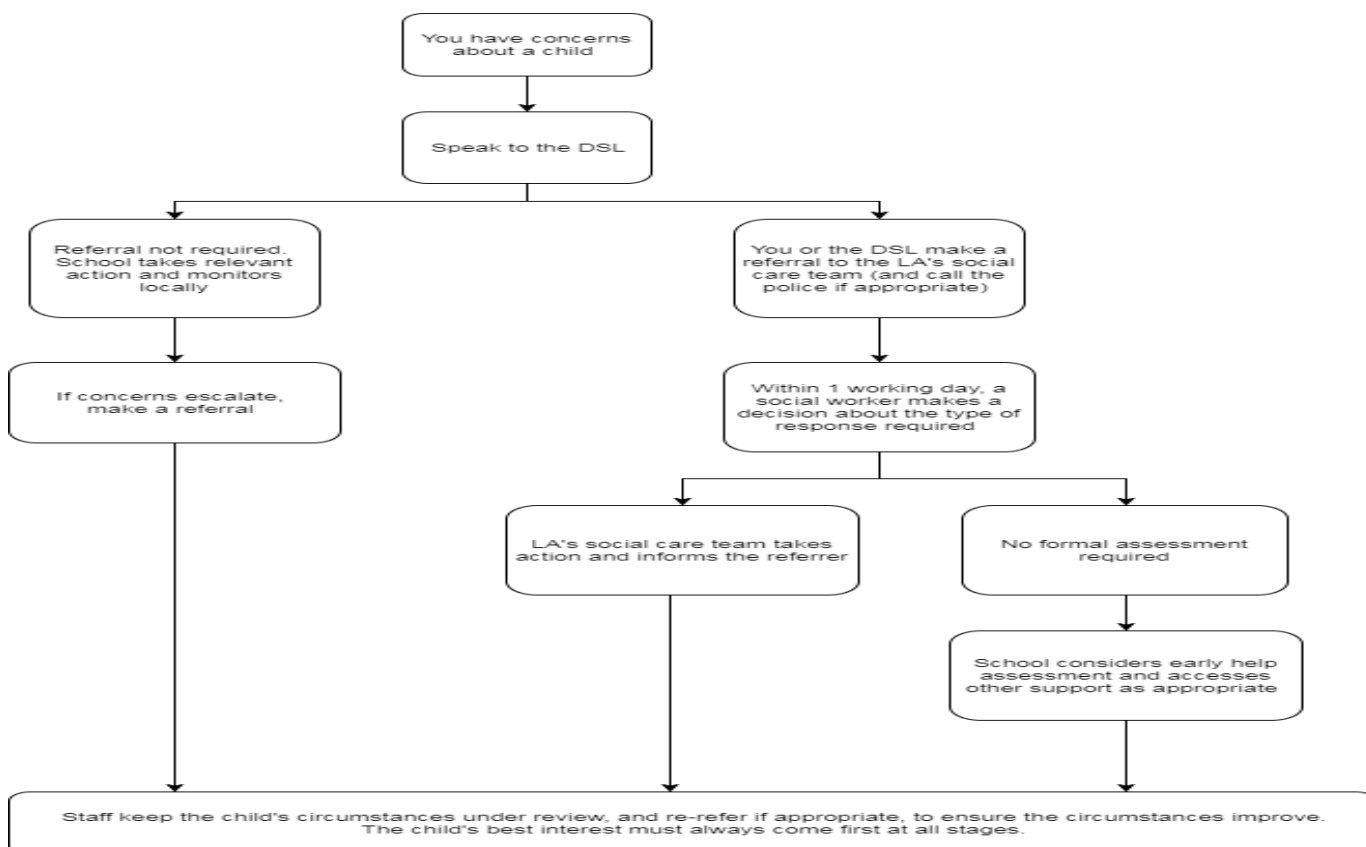 You have concerns
about a child
Speak to the DSL
Referral not required.
School takes relevant
action and monitors
locally
You or the DSL make a
referral to the LA's social
care team (and call the
police if appropriate)
If concerns escalate,
make a referral
Within 1 working day, a
social worker makes a
decision about the type of
response required
LA's social care team takes
action and informs the referrer
No formal assessment
required
School considers early help
assessment and accesses
other support as appropriate
Staff keep the child's circumstances under review, and re-refer if appropriate, to ensure the circumstances improve.
The child's best interest must always come first at all stages.